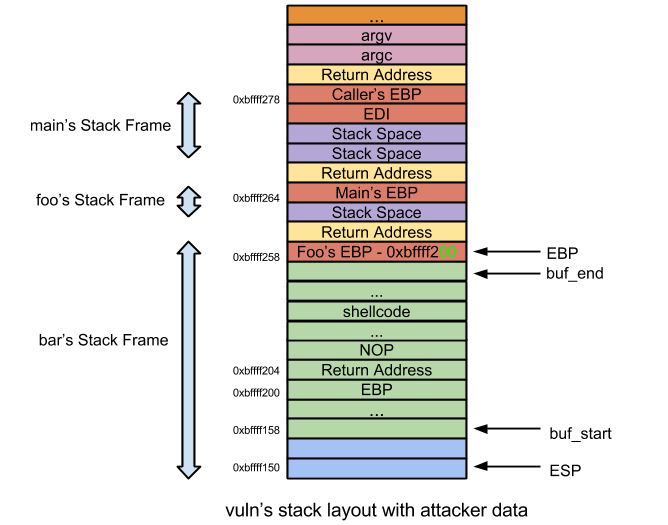 ...
argv
argc
Return Address
0xbffff278
Caller's EBP
EDI
main's Stack Frame
Stack Space
Stack Space
Return Address
foo's Stack Frame
0xbffff264
Main's EBP
Stack Space
Return Address
0xbffff258
Foo's EBP - 0xbffff200
EBP
buf_end
...
shellcode
...
bar's Stack Frame
NOP
0xbffff204
Return Address
0xbffff200
EBP
...
0xbffff158
buf_start
0xbffff150
ESP
vuln's stack layout with attacker data